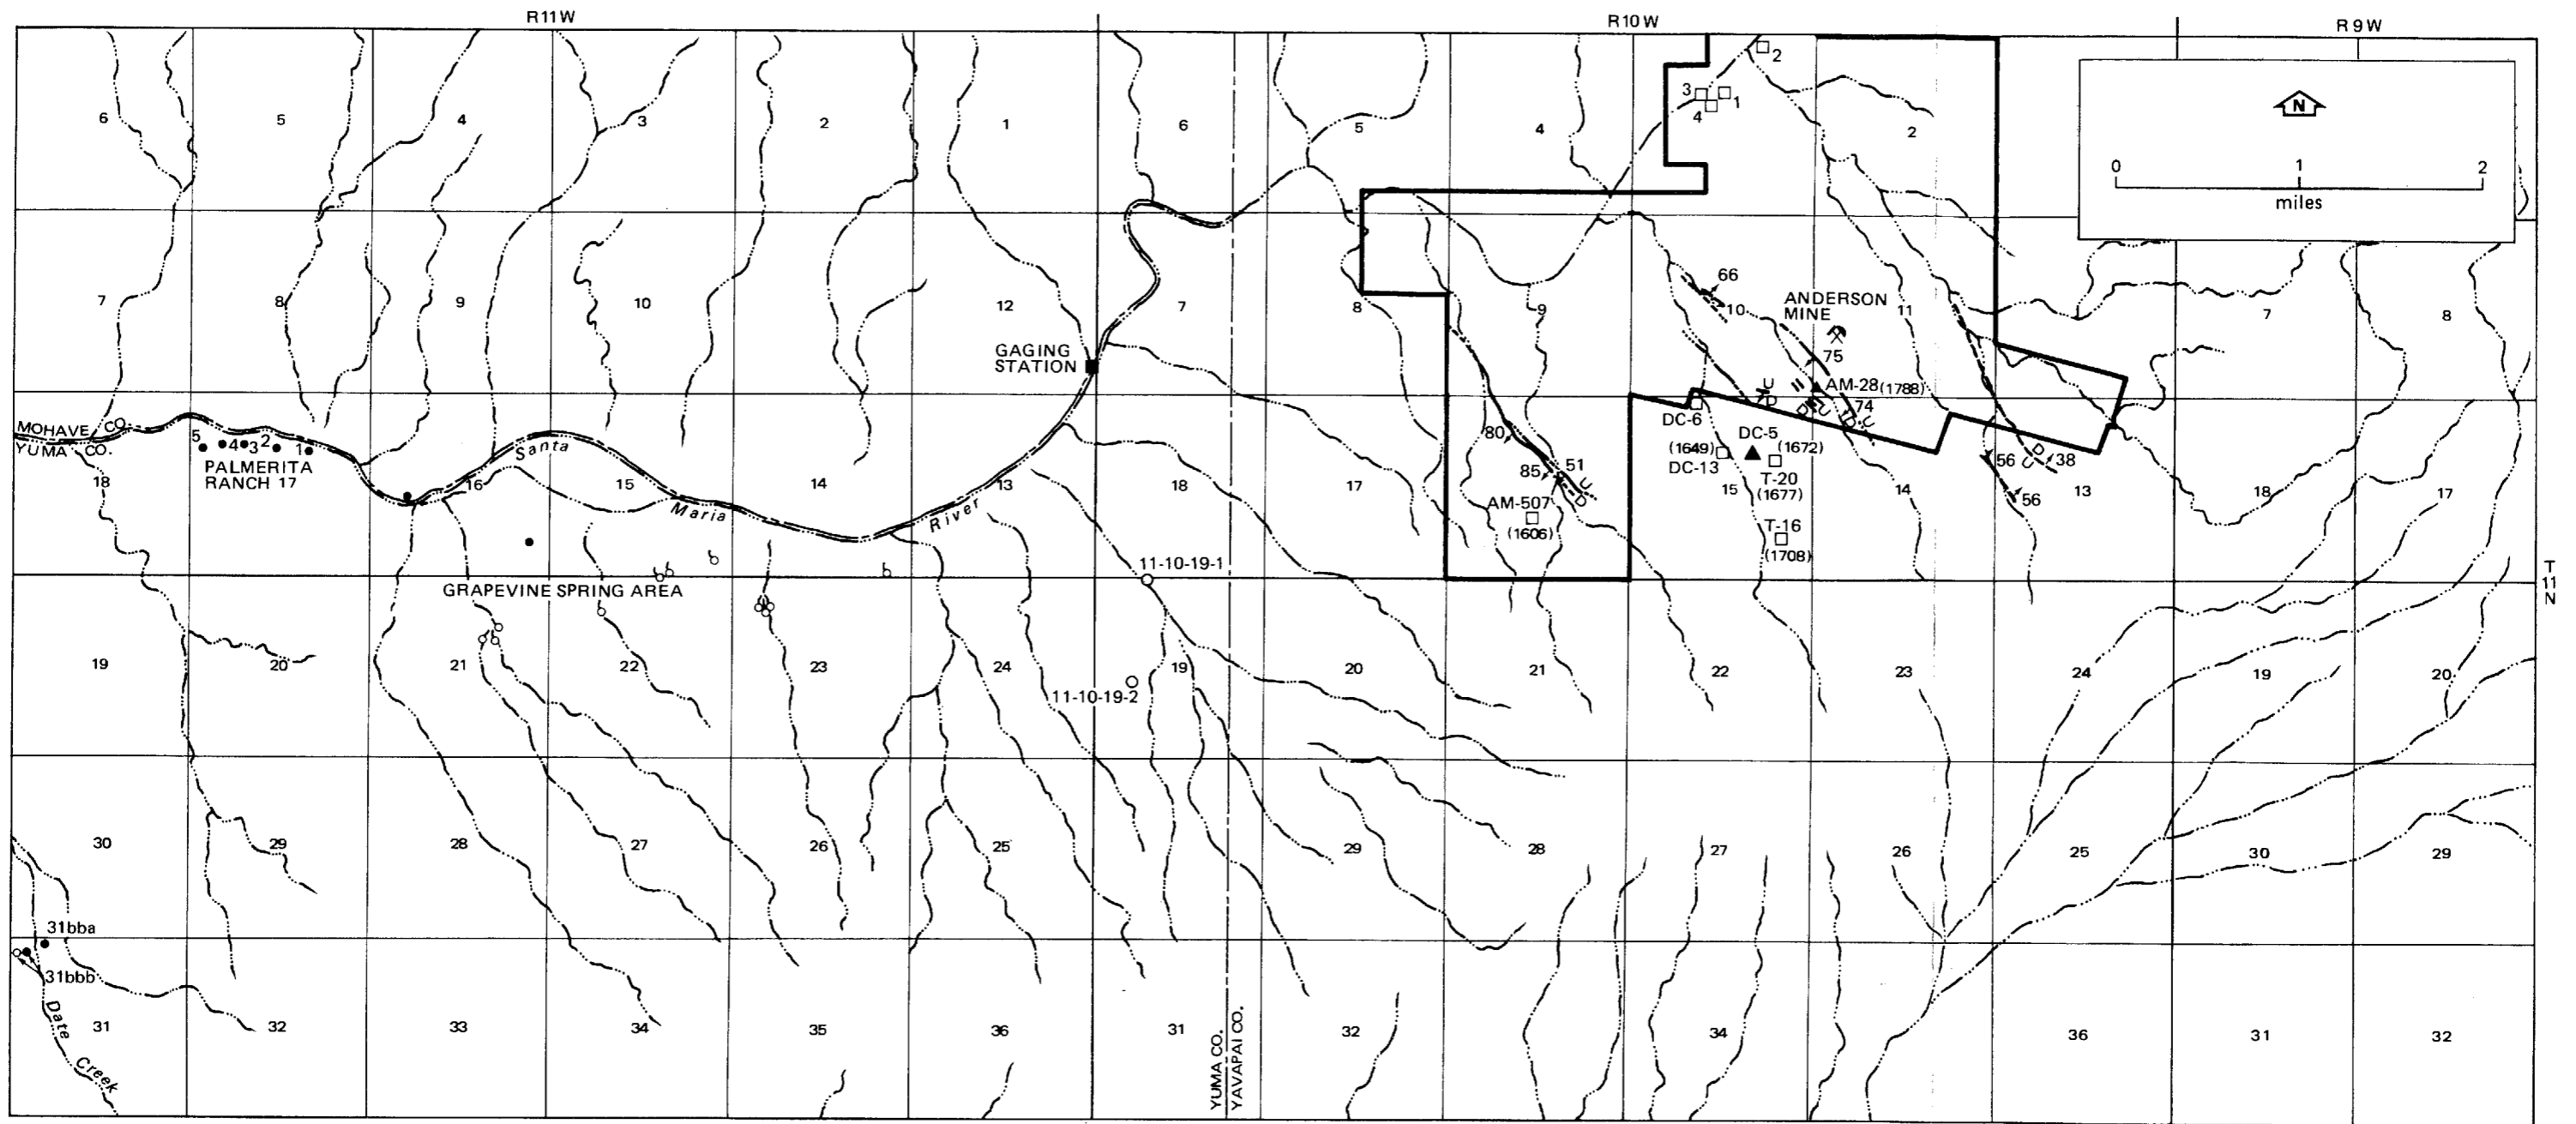 R11W
R10W
R9W
6 5 4 3 2 1 6 5 4 2
2
3 1
4
N
0 1 2
miles
7 8 9 10 12 7 8 9 10 11 7 8
66
ANDERSON
MINE
75
GAGING
STATION
AM-28(1788)
U
D
D U
74
D U
MOHAVE CO.
YUMA CO.
5 4 3 2 1
PALMERITA
RANCH 17
Santa
Maria
River
DC-6
DC-5
(1649) (1672)
DC-13
T-20
(1677)
T-16
(1708)
80
85 51
U
D
AM-507
(1606)
56
D
U
38
56
18 16 15 14 13 18 17 15 14 13 18 17
GRAPEVINE SPRING AREA
11-10-19-1
T
11
N
19 20 21 22 23 24 19 20 21 22 23 24 19 20
11-10-19-2
30 29 28 27 26 25 29 28 27 26 25 30 29
31bba
31bbb
Date
Creek
31 32 33 34 35 36 31 32 34 36 31 32
YUMA CO.
YAVAPAI CO.